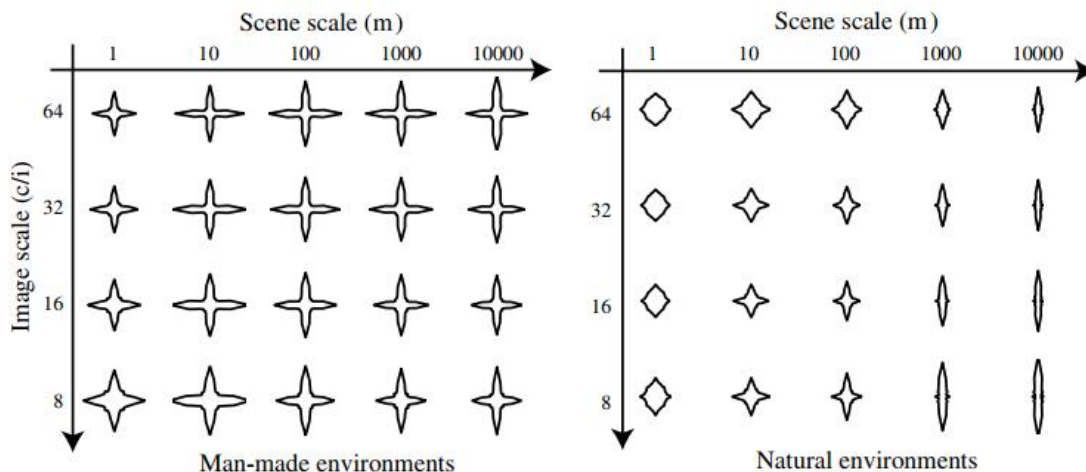 Scene scale (m)
1 10 100 1000 10000
64
32
16
8
Image scale (c/i)
Man-made environments
Scene scale (m)
1 10 100 1000 10000
64
32
16
8
Natural environments